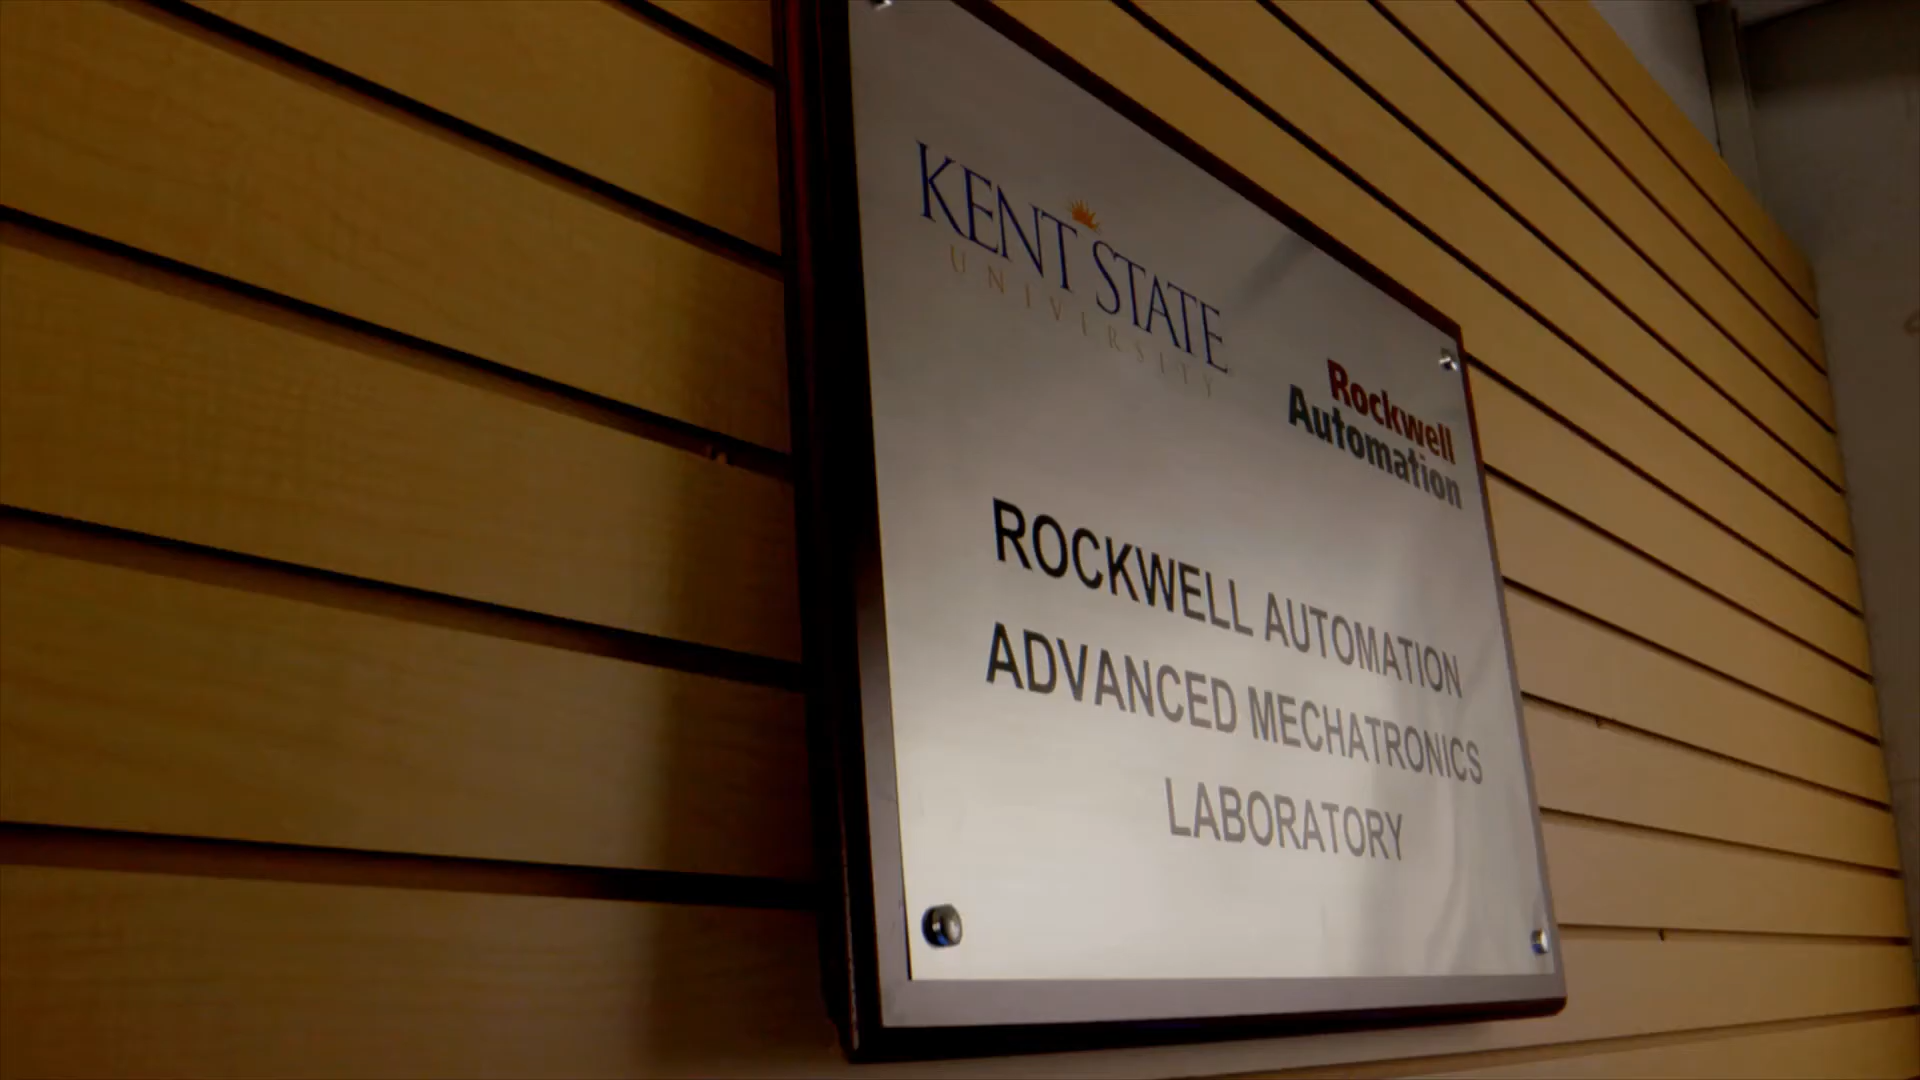 KENT STATE
UNIVERSITY
Rockwell
Automation
ROCKWELL AUTOMATION
ADVANCED MECHATRONICS
LABORATORY